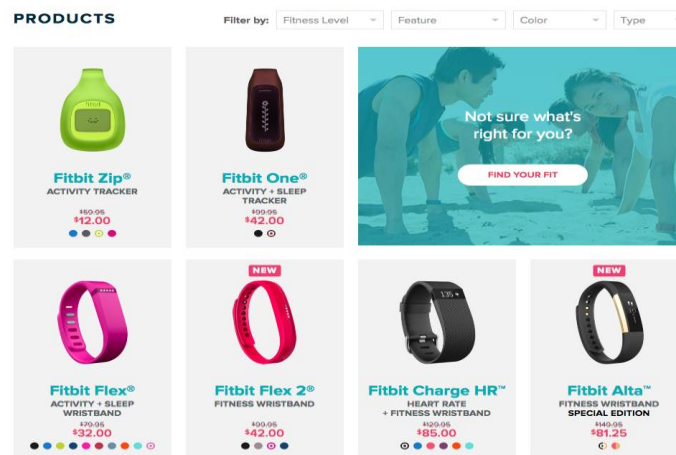 PRODUCTS
Filter by:
Fitness Level
Feature
Color
Type
Fitbit Zip®
ACTIVITY TRACKER
$59.95
$12.00
Fitbit One®
ACTIVITY + SLEEP
TRACKER
$99.95
$42.00
Not sure what's
right for you?
FIND YOUR FIT
Fitbit Flex®
ACTIVITY + SLEEP
WRISTBAND
$79.95
$32.00
NEW
Fitbit Flex 2®
FITNESS WRISTBAND
$99.95
$42.00
135
Fitbit Charge HR™
HEART RATE
+ FITNESS WRISTBAND
$129.95
$85.00
NEW
Fitbit Alta™
FITNESS WRISTBAND
SPECIAL EDITION
$149.95
$81.25